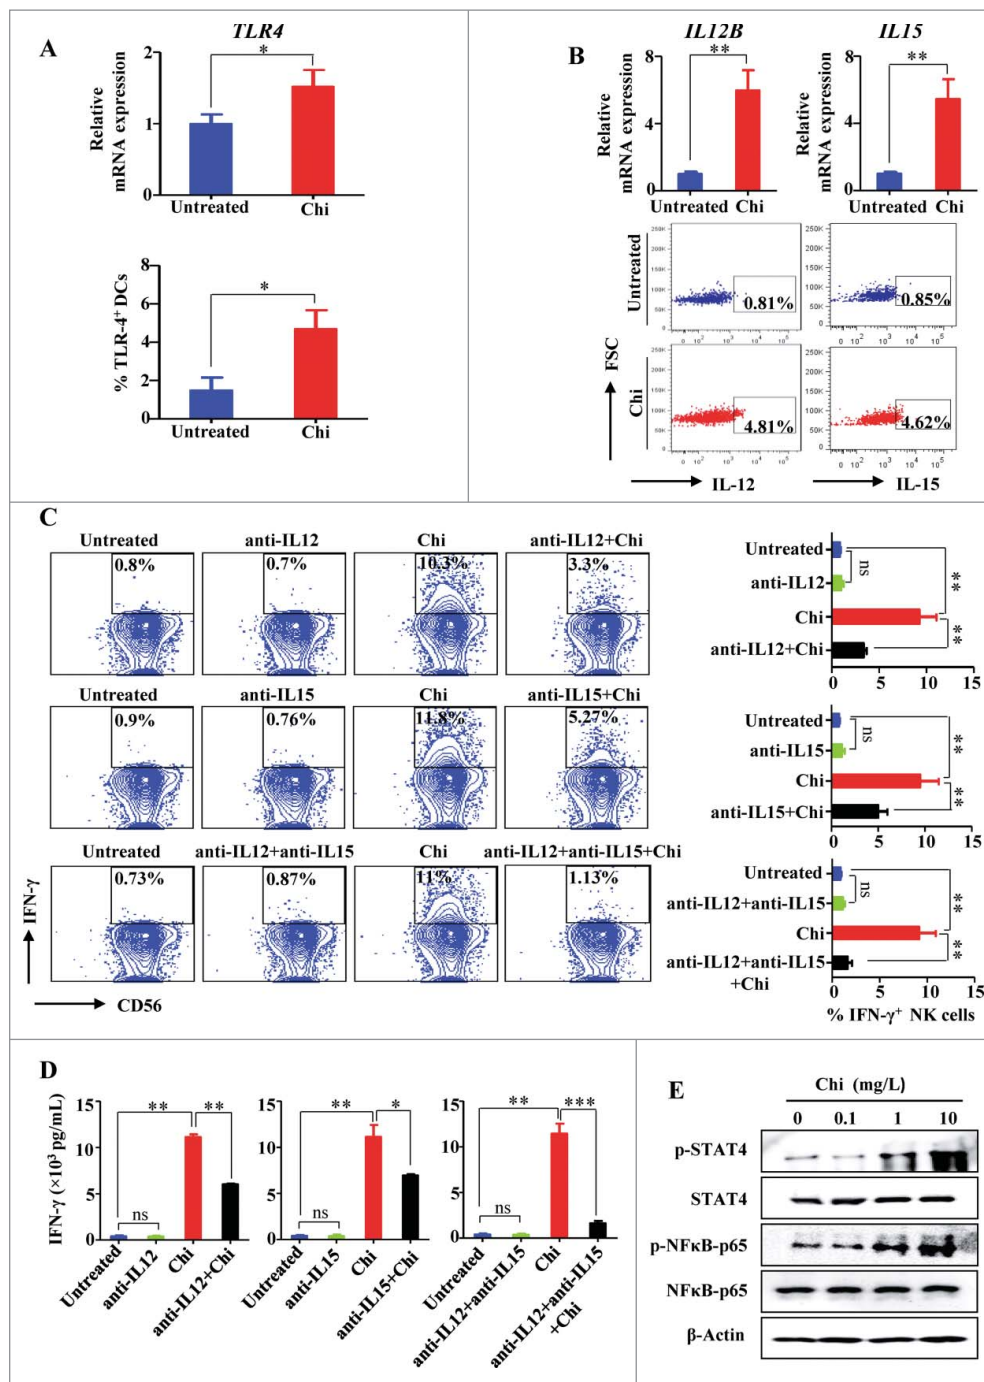 A
TLR4
*
Relative
mRNA expression
2
1
0
Untreated
Chi
% TLR-4⁺ DCs
8
6
4
2
0
*
Untreated
Chi
B
IL12B
IL15
**
**
Relative
mRNA expression
8
4
0
Untreated Chi
Relative
mRNA expression
8
4
0
Untreated Chi
Untreated
250K
200K
150K
100K
50K
0
0.81%
0.85%
Chi
4.81%
4.62%
FSC
IL-12
IL-15
C
Untreated
anti-IL12
Chi
anti-IL12+Chi
0.8%
0.7%
10.3%
3.3%
Untreated
anti-IL15
Chi
anti-IL15+Chi
0.9%
0.76%
11.8%
5.27%
Untreated
anti-IL12+anti-IL15
Chi
anti-IL12+anti-IL15+Chi
0.73%
0.87%
11%
1.13%
IFN-γ
CD56
Untreated
anti-IL12
Chi
anti-IL12+Chi
ns
**
**
0 5 10 15
Untreated
anti-IL15
Chi
anti-IL15+Chi
ns
**
**
0 5 10 15
Untreated
anti-IL12+anti-IL15
Chi
anti-IL12+anti-IL15
+Chi
ns
**
**
0 5 10 15
% IFN-γ⁺ NK cells
D
IFN-γ (×10³ pg/mL)
15
10
5
0
** **
ns
Untreated
anti-IL12
Chi
anti-IL12+Chi
15
10
5
0
** *
ns
Untreated
anti-IL15
Chi
anti-IL15+Chi
15
10
5
0
** ***
ns
Untreated
anti-IL12+anti-IL15
Chi
anti-IL12+anti-IL15
+Chi
E
Chi (mg/L)
0 0.1 1 10
p-STAT4
STAT4
p-NFκB-p65
NFκB-p65
β-Actin